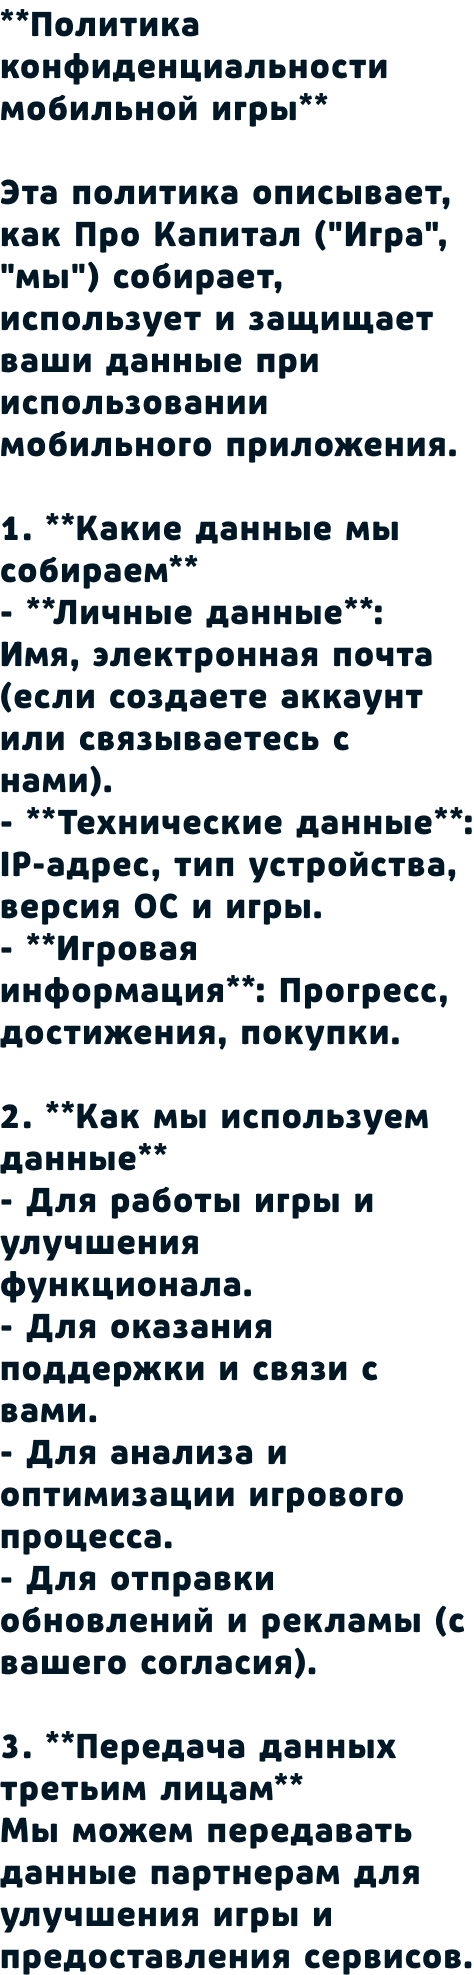 **Политика
конфиденциальности
мобильной игры**

Эта политика описывает,
как Про Капитал ("Игра",
"мы") собирает,
использует и защищает
ваши данные при
использовании
мобильного приложения.

1. **Какие данные мы
собираем**
- **Личные данные**:
Имя, электронная почта
(если создаете аккаунт
или связываетесь с
нами).
- **Технические данные**:
IP-адрес, тип устройства,
версия ОС и игры.
- **Игровая
информация**: Прогресс,
достижения, покупки.

2. **Как мы используем
данные**
- Для работы игры и
улучшения
функционала.
- Для оказания
поддержки и связи с
вами.
- Для анализа и
оптимизации игрового
процесса.
- Для отправки
обновлений и рекламы (с
вашего согласия).

3. **Передача данных
третьим лицам**
Мы можем передавать
данные партнерам для
улучшения игры и
предоставления сервисов.